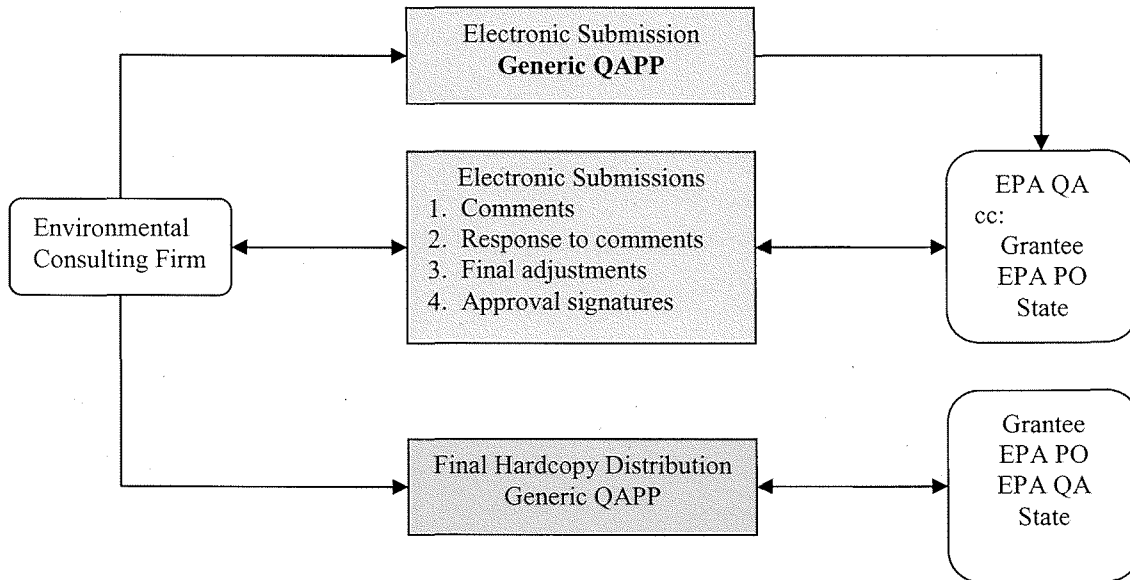 Electronic Submission
Generic QAPP
Environmental
Consulting Firm
Electronic Submissions
1. Comments
2. Response to comments
3. Final adjustments
4. Approval signatures
EPA QA
cc:
Grantee
EPA PO
State
Final Hardcopy Distribution
Generic QAPP
Grantee
EPA PO
EPA QA
State